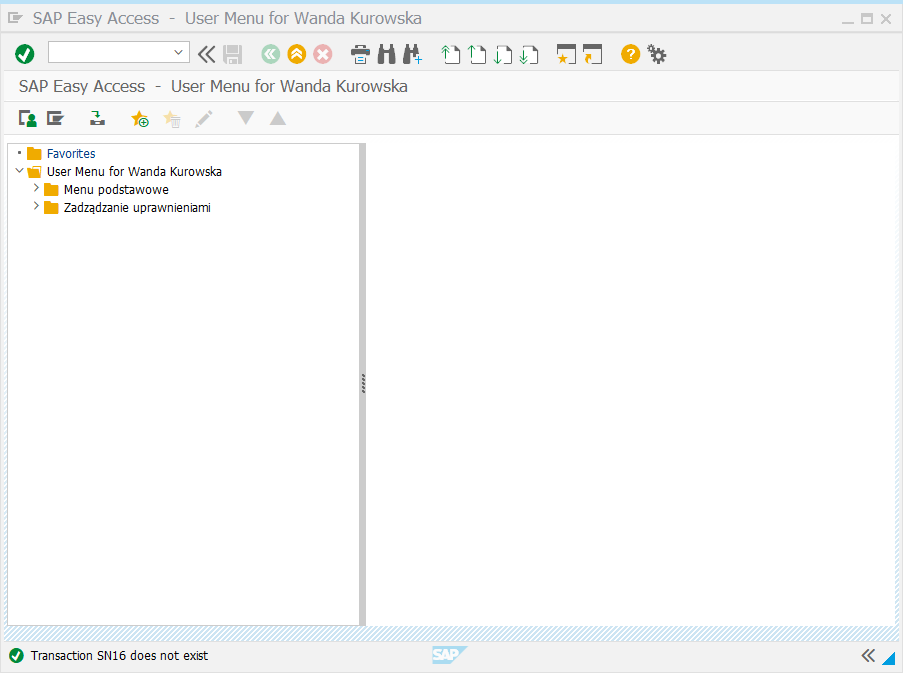 SAP Easy Access - User Menu for Wanda Kurowska
SAP Easy Access - User Menu for Wanda Kurowska
Favorites
User Menu for Wanda Kurowska
Menu podstawowe
Zadządzanie uprawnieniami
Transaction SN16 does not exist
SAP